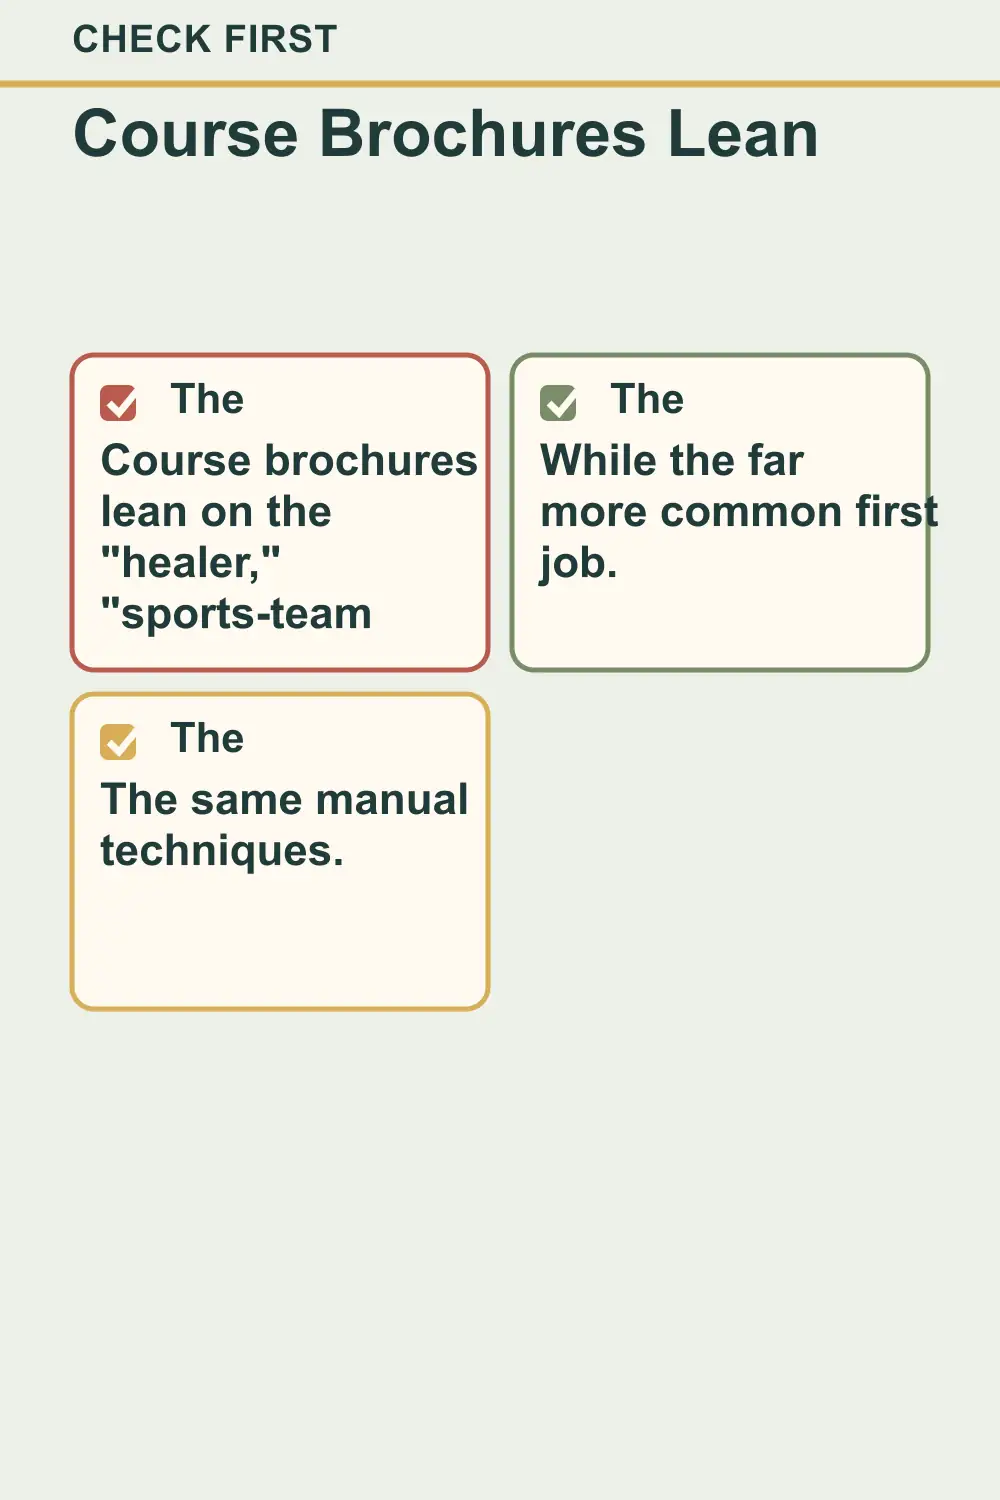 CHECK FIRST
Course Brochures Lean
The
Course brochures
lean on the
"healer,"
"sports-team
The
While the far
more common first
job.
The
The same manual
techniques.